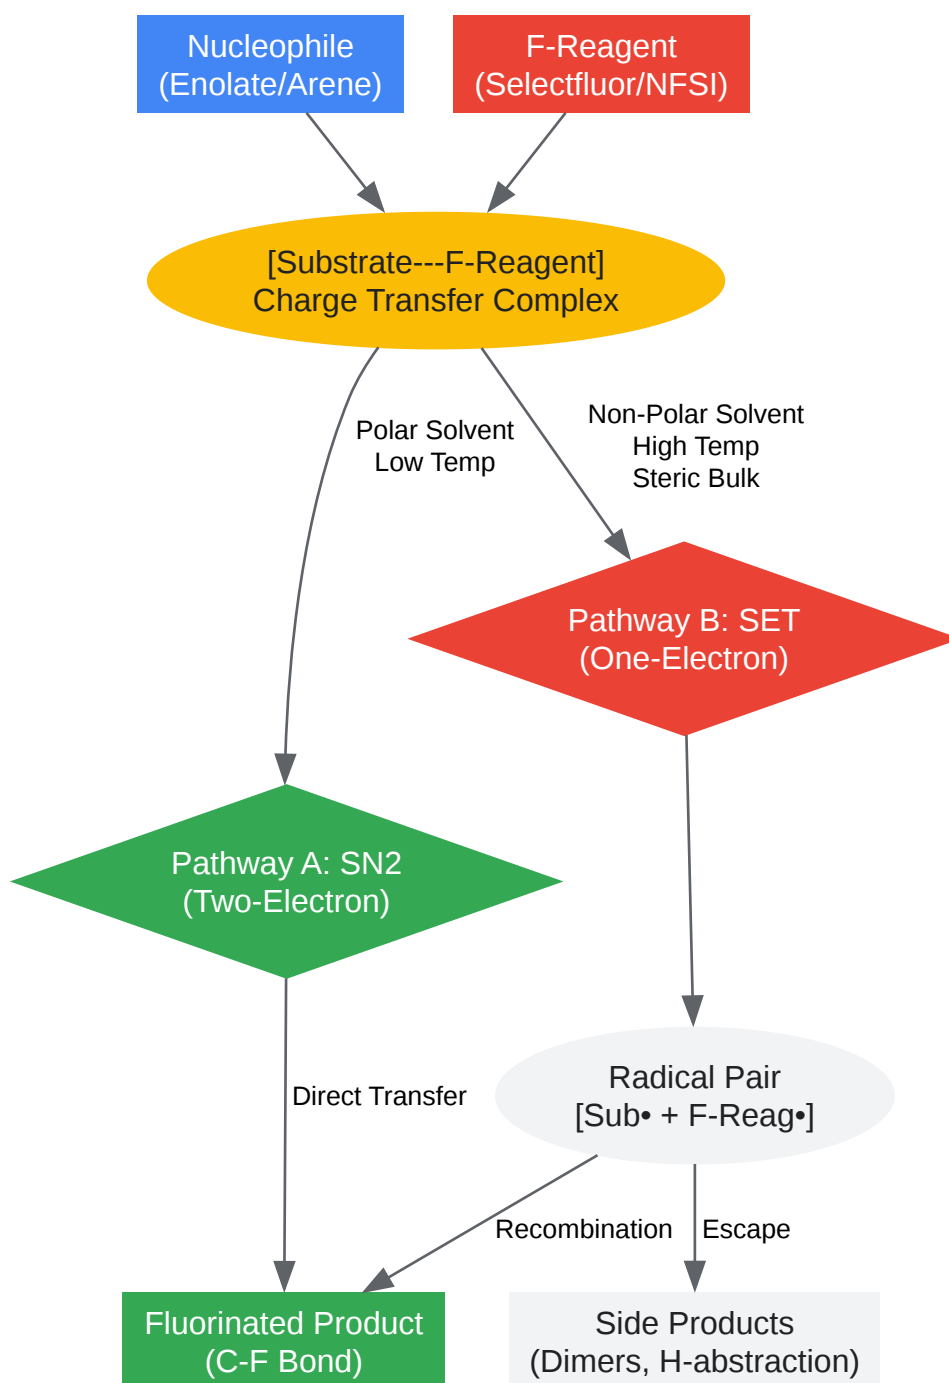 Nucleophile
(Enolate/Arene)
F-Reagent
(Selectfluor/NFSI)
[Substrate---F-Reagent]
Charge Transfer Complex
Polar Solvent
Low Temp
Non-Polar Solvent
High Temp
Steric Bulk
Pathway B: SET
(One-Electron)
Pathway A: SN2
(Two-Electron)
Direct Transfer
Radical Pair
[Sub• + F-Reag•]
Recombination
Escape
Fluorinated Product
(C-F Bond)
Side Products
(Dimers, H-abstraction)